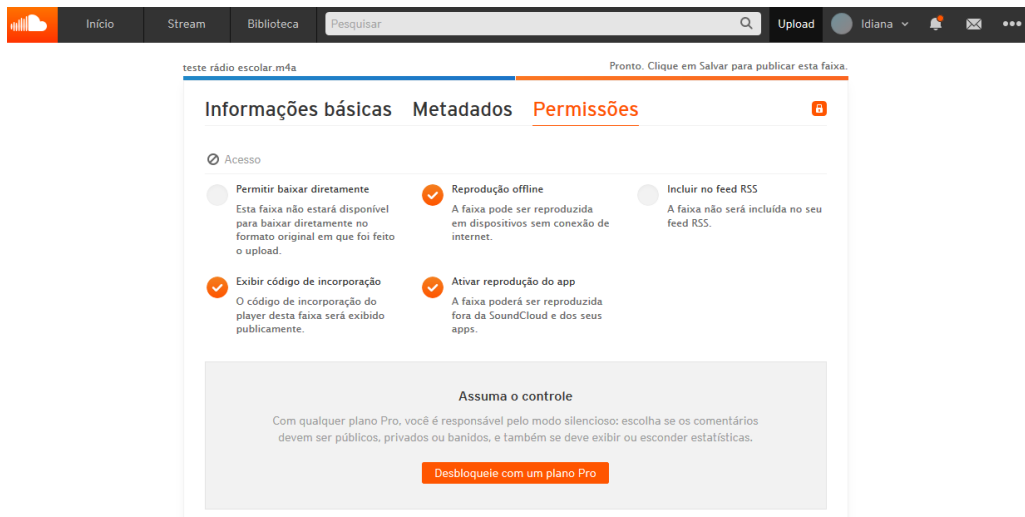 Início Stream Biblioteca Pesquisar Upload Idiana
teste rádio escolar.m4a Pronto. Clique em Salvar para publicar esta faixa.
Informações básicas Metadados Permissões
Acesso
Permitir baixar diretamente
Esta faixa não estará disponível
para baixar diretamente no
formato original em que foi feito
o upload.
Reprodução offline
A faixa pode ser reproduzida
em dispositivos sem conexão de
internet.
Incluir no feed RSS
A faixa não será incluída no seu
feed RSS.
Exibir código de incorporação
O código de incorporação do
player desta faixa será exibido
publicamente.
Ativar reprodução do app
A faixa poderá ser reproduzida
fora da SoundCloud e dos seus
apps.
Assuma o controle
Com qualquer plano Pro, você é responsável pelo modo silencioso: escolha se os comentários
devem ser públicos, privados ou banidos, e também se deve exibir ou esconder estatísticas.
Desbloqueie com um plano Pro